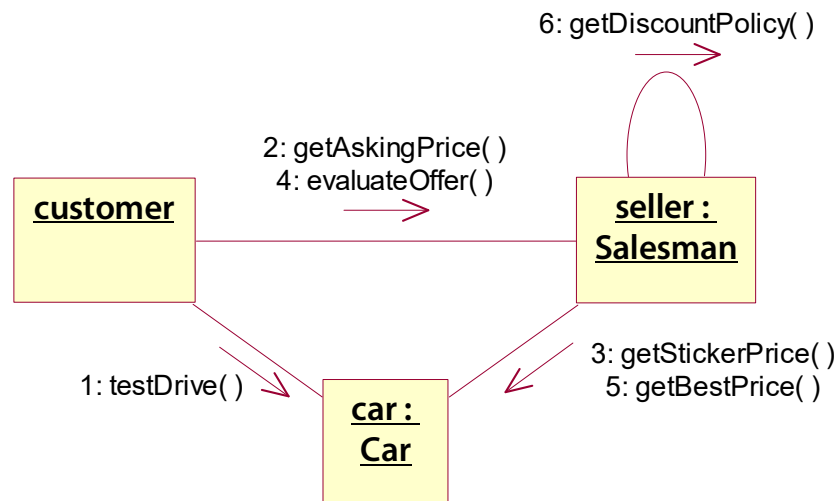 6: getDiscountPolicy( )
2: getAskingPrice( )
4: evaluateOffer( )
customer
seller :
Salesman
1: testDrive( )
3: getStickerPrice( )
5: getBestPrice( )
car :
Car